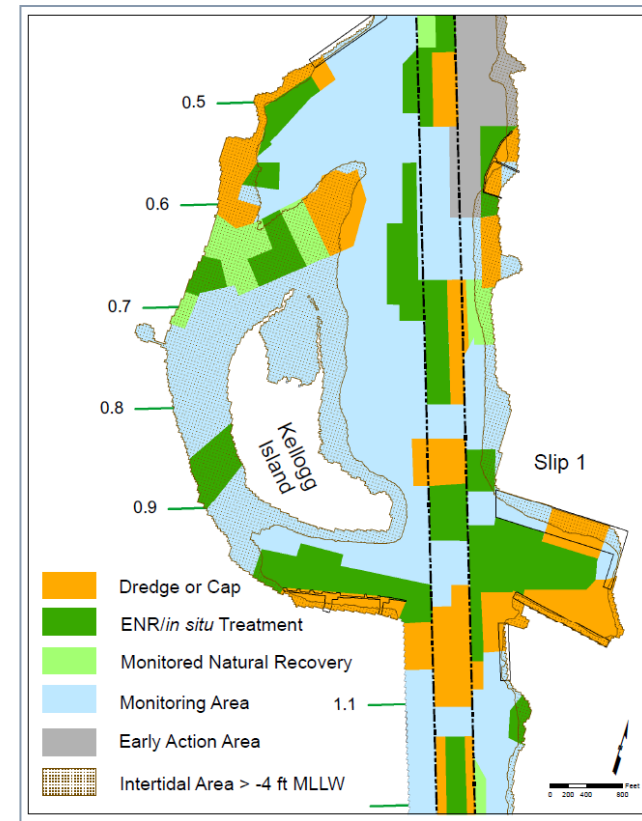 0.5
0.6
0.7
0.8
Kellogg
Island
Slip 1
0.9
Dredge or Cap
ENR/in situ Treatment
Monitored Natural Recovery
Monitoring Area
1.1
Early Action Area
Intertidal Area > -4 ft MLLW
Feet
0 200 400 800